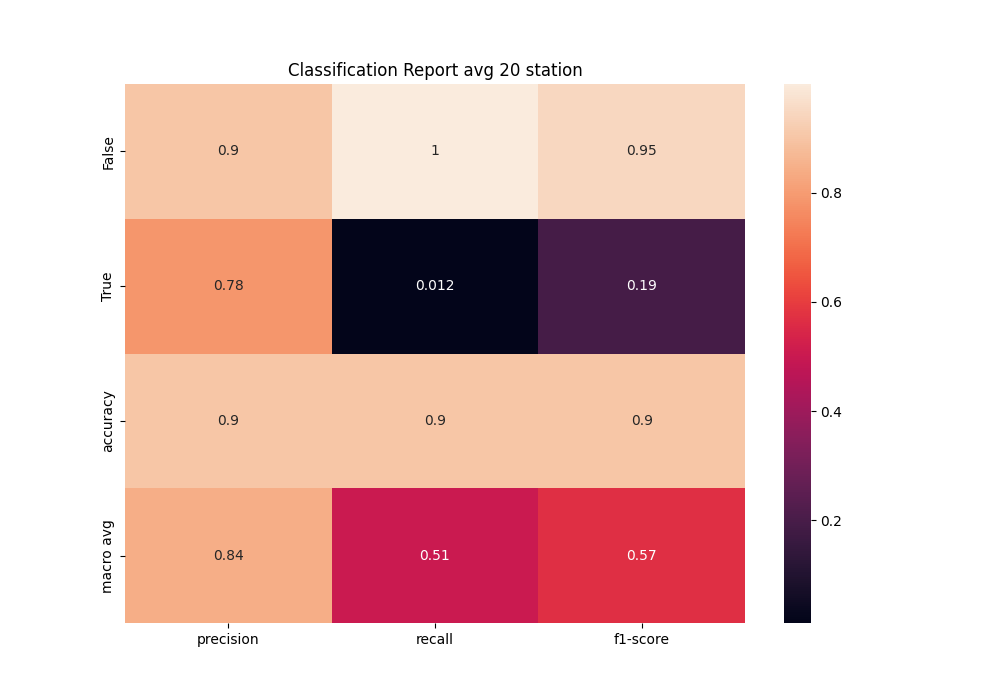 Classification Report avg 20 station
False
0.9
1
0.95
0.8
True
0.78
0.012
0.19
0.6
accuracy
0.9
0.9
0.9
0.4
macro avg
0.84
0.51
0.57
0.2
precision
recall
f1-score